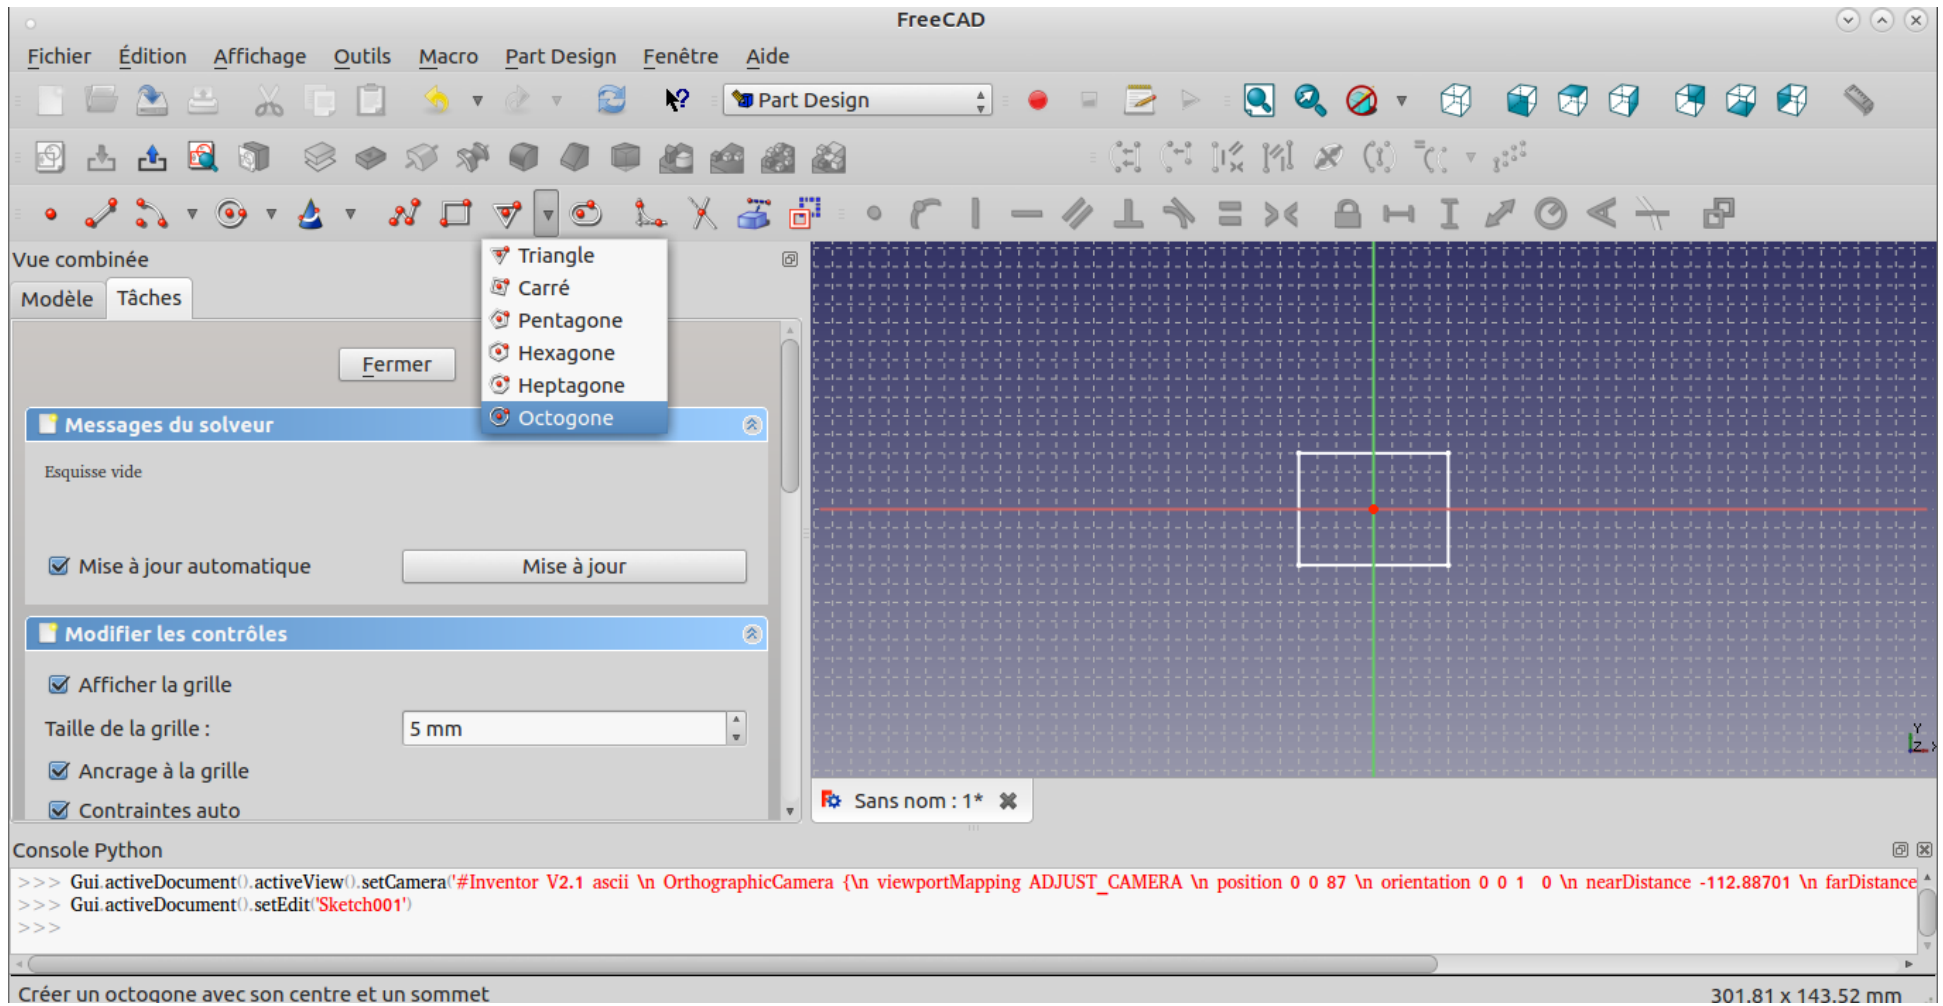 FreeCAD
Fichier Édition Affichage Outils Macro Part Design Fenêtre Aide
Part Design
Vue combinée
Modèle Tâches
Triangle
Carré
Pentagone
Hexagone
Heptagone
Octogone
Fermer
Messages du solveur
Esquisse vide
Mise à jour automatique Mise à jour
Modifier les contrôles
Afficher la grille
Taille de la grille : 5 mm
Ancrage à la grille
Contraintes auto
Y
Z X
Sans nom : 1*
Console Python
>>> Gui.activeDocument().activeView().setCamera('#Inventor V2.1 ascii \n OrthographicCamera {\n viewportMapping ADJUST_CAMERA \n position 0 0 87 \n orientation 0 0 1 0 \n nearDistance -112.88701 \n farDistance
>>> Gui.activeDocument().setEdit('Sketch001')
>>>
Créer un octogone avec son centre et un sommet 301.81 x 143.52 mm